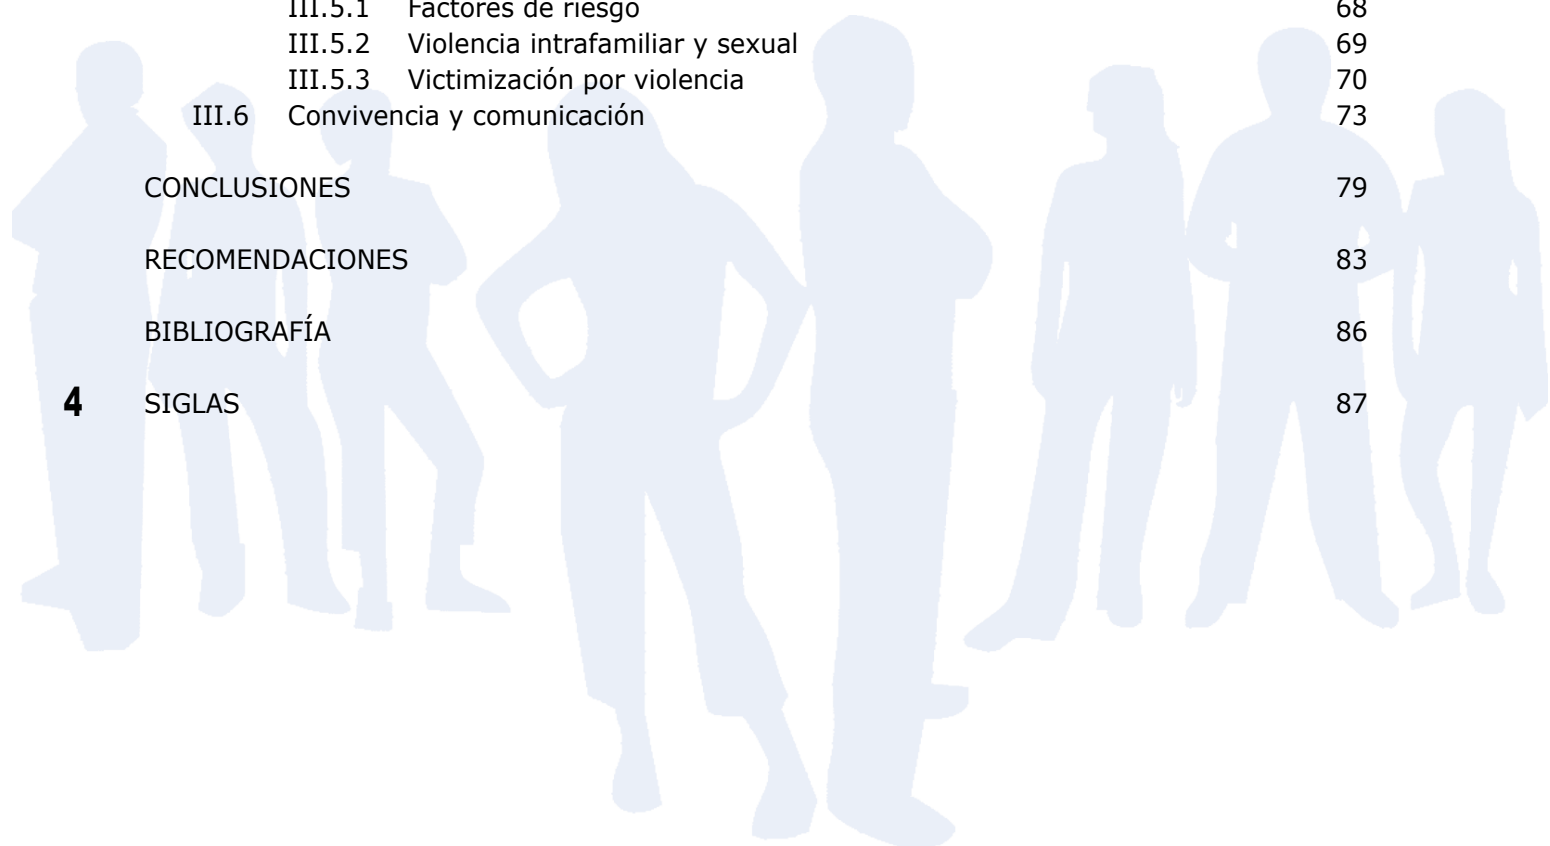 III.5.1 Factores de riesgo 68
III.5.2 Violencia intrafamiliar y sexual 69
III.5.3 Victimización por violencia 70
III.6 Convivencia y comunicación 73
CONCLUSIONES 79
RECOMENDACIONES 83
BIBLIOGRAFÍA 86
4 SIGLAS 87